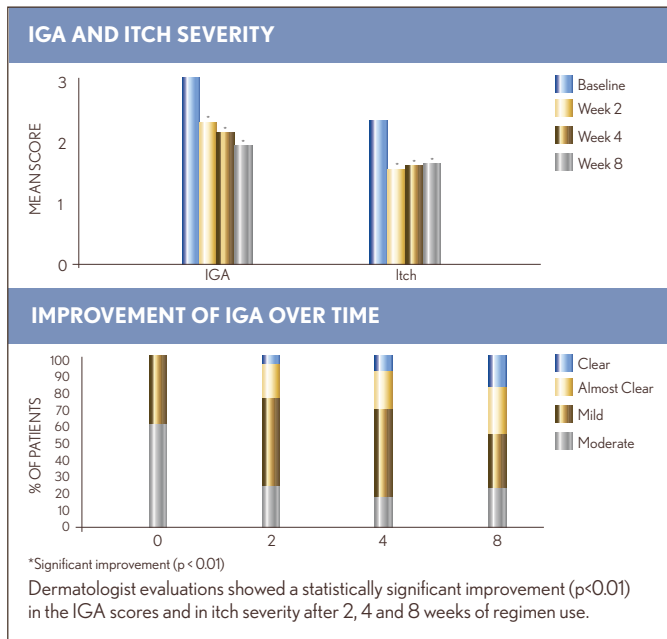 IGA AND ITCH SEVERITY
3
2
1
0
MEAN SCORE
* * *
* * *
IGA
Itch
Baseline
Week 2
Week 4
Week 8
IMPROVEMENT OF IGA OVER TIME
100
90
80
70
60
50
40
30
20
10
0
% OF PATIENTS
0 2 4 8
Clear
Almost Clear
Mild
Moderate
*Significant improvement (p < 0.01)
Dermatologist evaluations showed a statistically significant improvement (p<0.01)
in the IGA scores and in itch severity after 2, 4 and 8 weeks of regimen use.